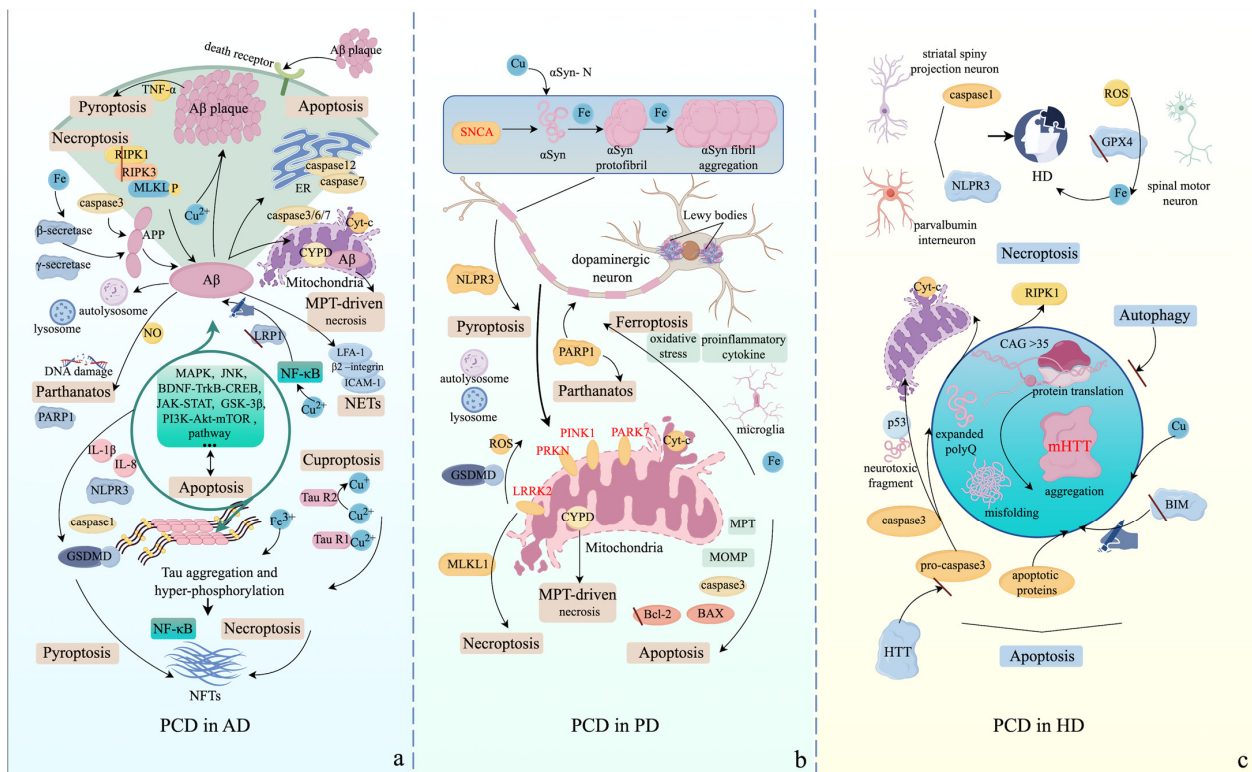 death receptor
Aβ plaque
TNF-α
Pyroptosis
Aβ plaque
Apoptosis
Necroptosis
RIPK1
RIPK3
MLKL P
caspase12
caspase7
ER
Fe
caspase3
Cu2+
caspase3/6/7
Cyt-c
β-secretase
APP
CYPD
Aβ
γ-secretase
Aβ
Mitochondria
autolysosome
MPT-driven
necrosis
lysosome
NO
LRP1
LFA-1
β2 –integrin
ICAM-1
DNA damage
MAPK, JNK,
BDNF-TrkB-CREB,
JAK-STAT, GSK-3β,
PI3K-Akt-mTOR ,
pathway
...
NF-κB
Parthanatos
Cu2+
NETs
PARP1
IL-1β
IL-8
Cuproptosis
NLPR3
Apoptosis
Tau R2
Cu+
Cu2+
caspase1
Fe3+
Tau R1
Cu2+
GSDMD
Tau aggregation and
hyper-phosphorylation
NF-κB
Necroptosis
Pyroptosis
NFTs
PCD in AD
a
Cu
αSyn- N
SNCA
Fe
Fe
αSyn
αSyn
protofibril
αSyn fibril
aggregation
Lewy bodies
dopaminergic
neuron
NLPR3
Pyroptosis
Ferroptosis
oxidative
stress
proinflammatory
cytokine
PARP1
autolysosome
Parthanatos
lysosome
microglia
PINK1
PARK7
ROS
PRKN
Cyt-c
Fe
GSDMD
LRRK2
CYPD
MPT
Mitochondria
MOMP
MLKL1
caspase3
MPT-driven
necrosis
Bcl-2
BAX
Necroptosis
Apoptosis
PCD in PD
b
striatal spiny
projection neuron
caspase1
ROS
GPX4
HD
NLPR3
Fe
spinal motor
neuron
parvalbumin
interneuron
Necroptosis
Cyt-c
RIPK1
Autophagy
CAG >35
protein translation
p53
expanded
polyQ
mHTT
Cu
neurotoxic
fragment
aggregation
misfolding
BIM
caspase3
pro-caspase3
apoptotic
proteins
HTT
Apoptosis
PCD in HD
c